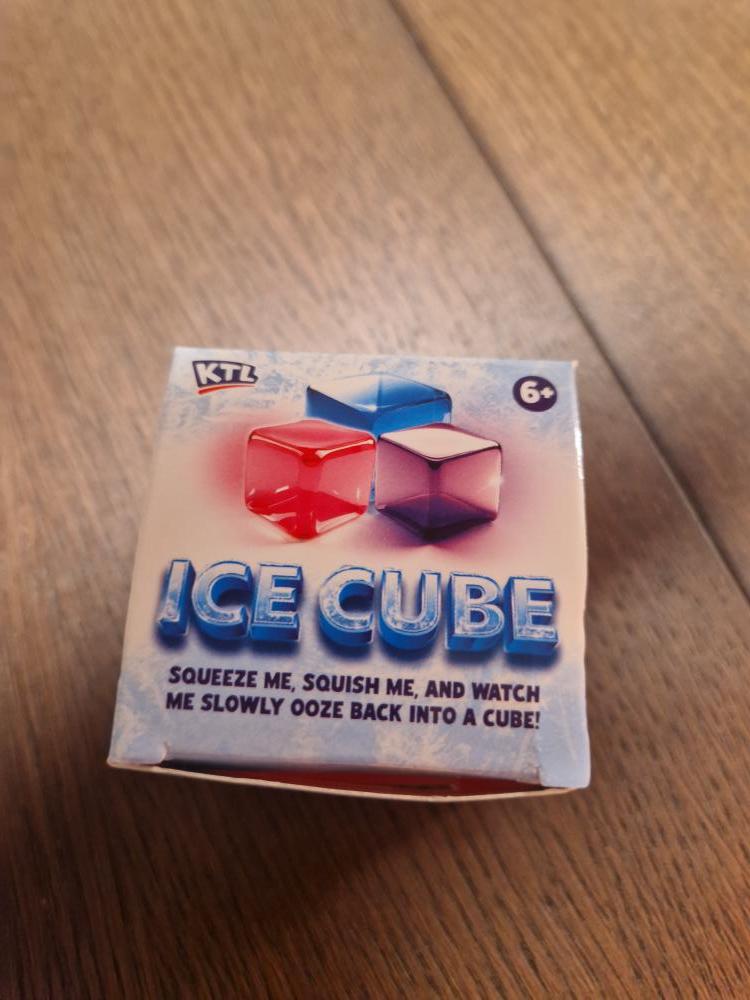 KTL
6+
ICE CUBE
SQUEEZE ME, SQUISH ME, AND WATCH
ME SLOWLY OOZE BACK INTO A CUBE!